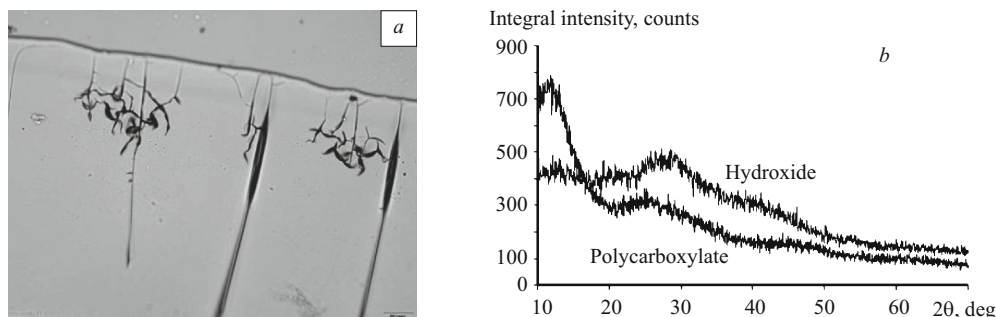 a
Integral intensity, counts
b
900
700
500
300
100
0
Hydroxide
Polycarboxylate
10 20 30 40 50 60 2θ, deg